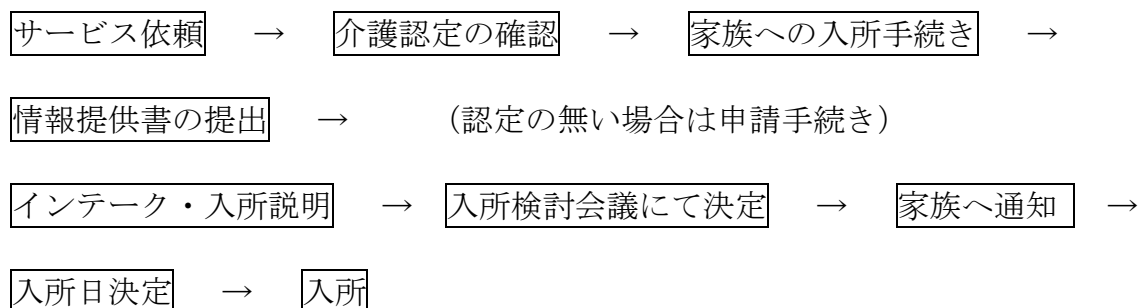 サービス依頼 → 介護認定の確認 → 家族への入所手続き →
情報提供書の提出 → （認定の無い場合は申請手続き）
インテーク・入所説明 → 入所検討会議にて決定 → 家族へ通知 →
入所日決定 → 入所